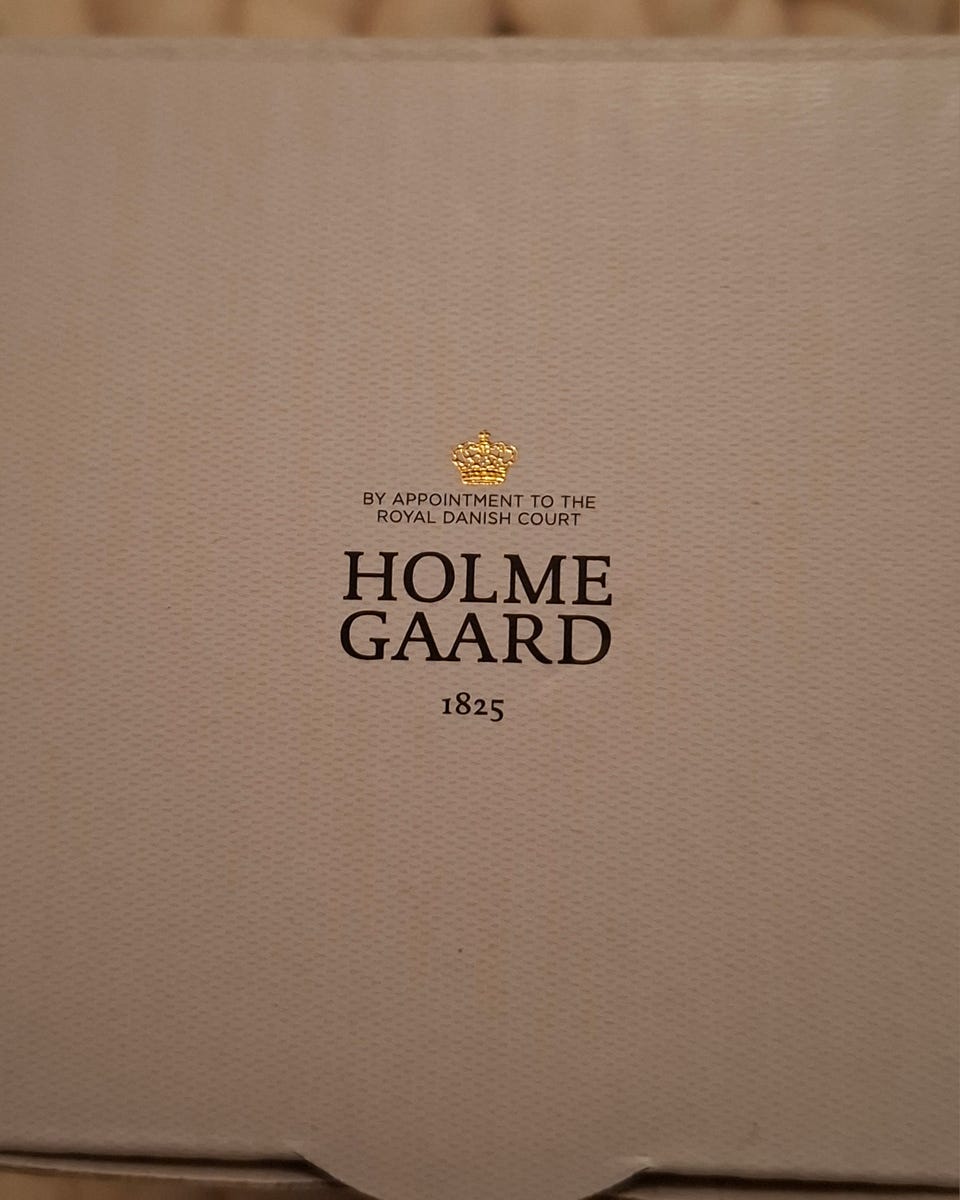 BY APPOINTMENT TO THE
ROYAL DANISH COURT
HOLME
GAARD
1825